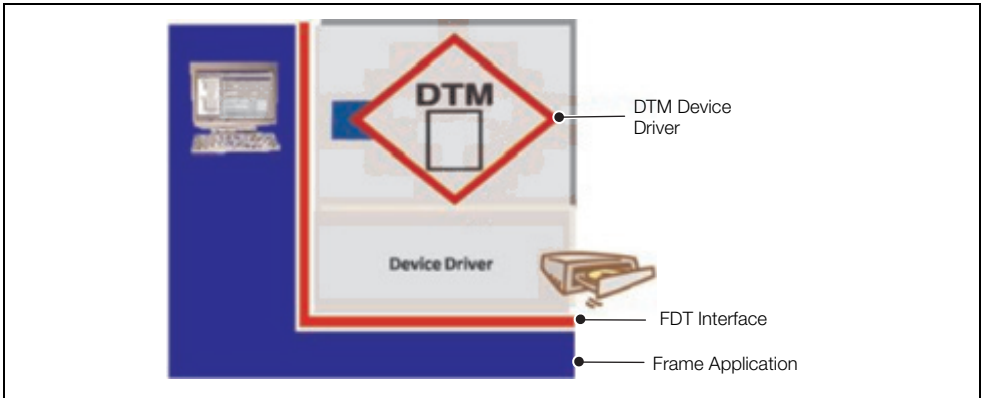 DTM
DTM Device
Driver
Device Driver
FDT Interface
Frame Application